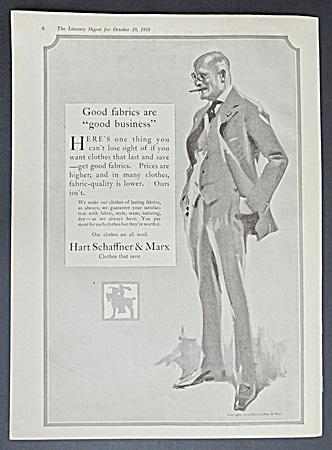 6 The Literary Digest for October 19, 1918
Good fabrics are
"good business"
HERE'S one thing you
can't lose sight of if you
want clothes that last and save
—get good fabrics. Prices are
higher; and in many clothes,
fabric-quality is lower. Ours
isn't.
We make our clothes of lasting fabrics,
as always; we guarantee your satisfac-
tion with fabric, style, wear, tailoring,
dye—as we always have. You pay
more for such clothes but they're worth it.
Our clothes are all wool.
Hart Schaffner & Marx
Clothes that save
Copyright Hart Schaffner & Marx